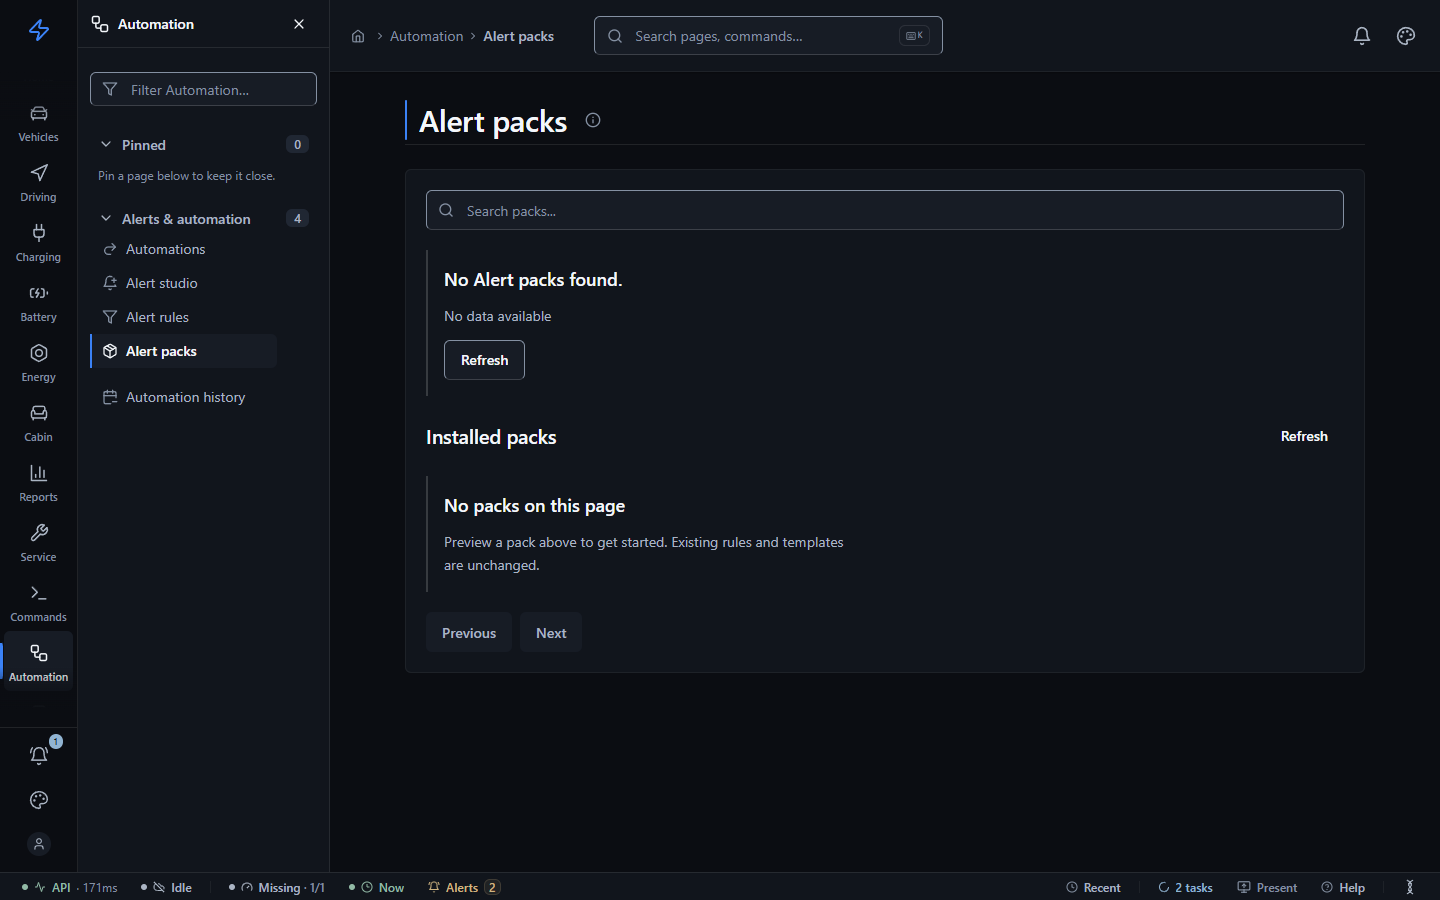 Automation
Automation
Alert packs
Search pages, commands...
K
Filter Automation...
Pinned
0
Pin a page below to keep it close.
Alerts & automation
4
Automations
Alert studio
Alert rules
Alert packs
Automation history
Vehicles
Driving
Charging
Battery
Energy
Cabin
Reports
Service
Commands
Automation
1
Alert packs
Search packs...
No Alert packs found.
No data available
Refresh
Installed packs
Refresh
No packs on this page
Preview a pack above to get started. Existing rules and templates
are unchanged.
Previous
Next
API · 171ms
Idle
Missing · 1/1
Now
Alerts 2
Recent
2 tasks
Present
Help